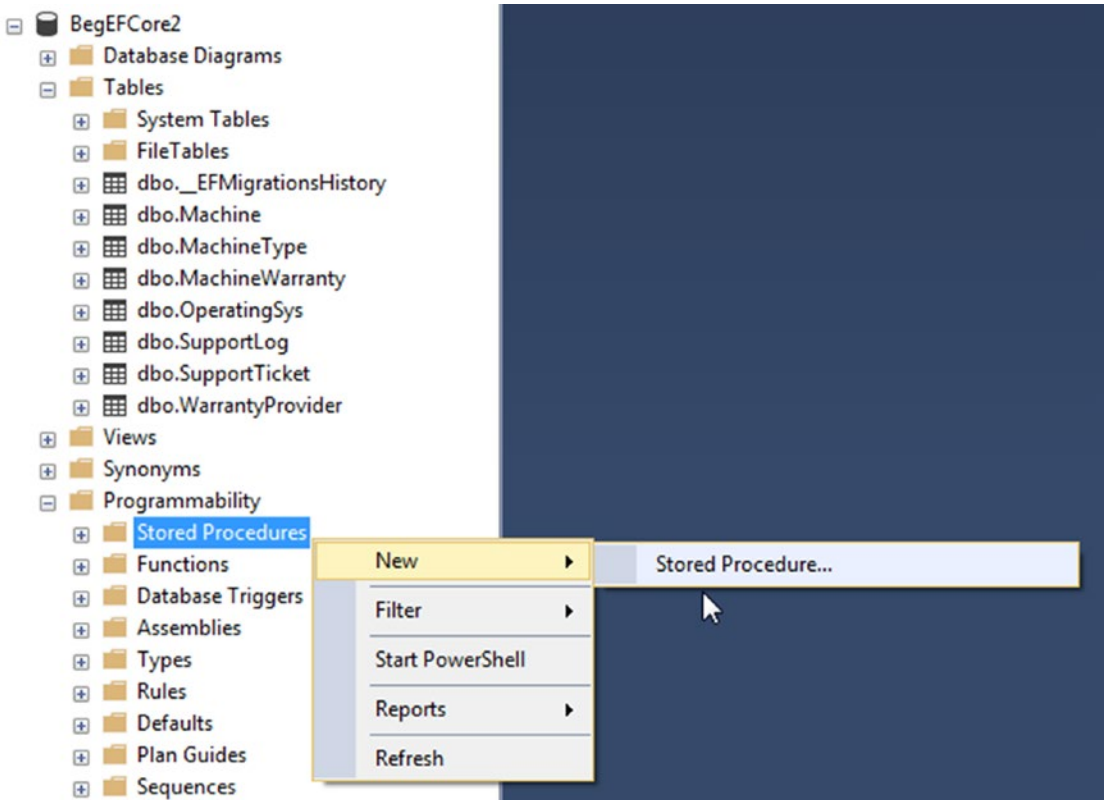 BegEFCore2
Database Diagrams
Tables
System Tables
FileTables
dbo.__EFMigrationsHistory
dbo.Machine
dbo.MachineType
dbo.MachineWarranty
dbo.OperatingSys
dbo.SupportLog
dbo.SupportTicket
dbo.WarrantyProvider
Views
Synonyms
Programmability
Stored Procedures
Functions
Database Triggers
Assemblies
Types
Rules
Defaults
Plan Guides
Sequences
New
Filter
Start PowerShell
Reports
Refresh
Stored Procedure...